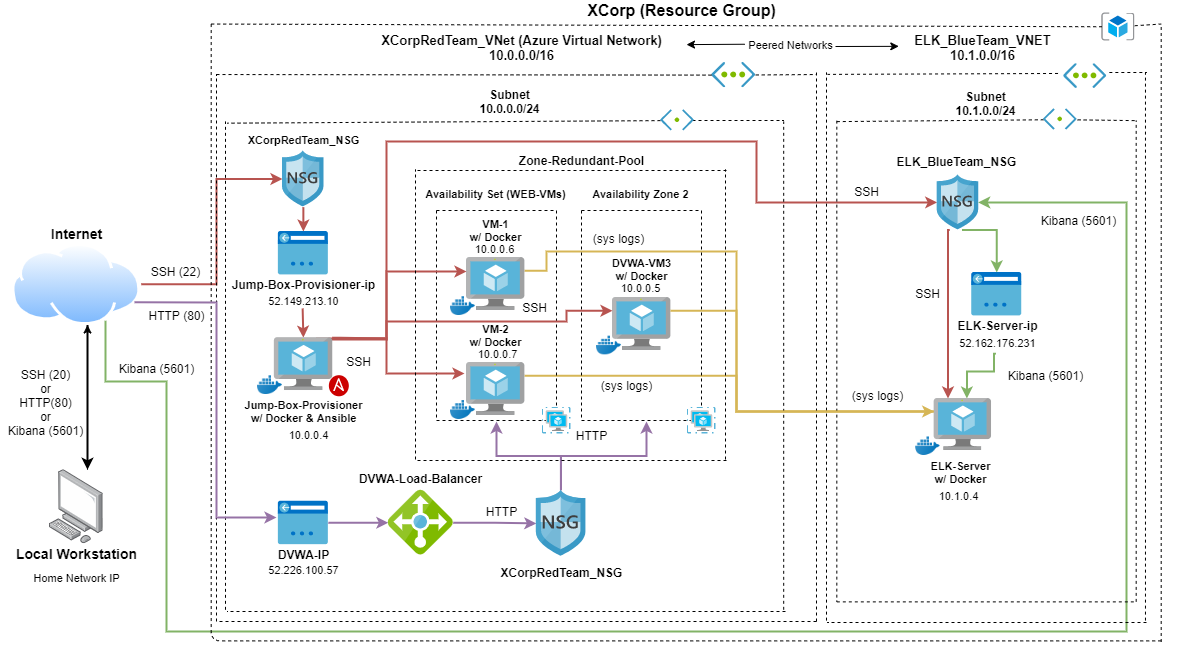 XCorp (Resource Group)
XCorpRedTeam_VNet (Azure Virtual Network)
10.0.0.0/16
Peered Networks
ELK_BlueTeam_VNET
10.1.0.0/16
Subnet
10.0.0.0/24
Subnet
10.1.0.0/24
XCorpRedTeam_NSG
NSG
Zone-Redundant-Pool
Availability Set (WEB-VMs)
Availability Zone 2
ELK_BlueTeam_NSG
NSG
SSH
Kibana (5601)
Internet
SSH (22)
HTTP (80)
Kibana (5601)
SSH (20)
or
HTTP(80)
or
Kibana (5601)
Local Workstation
Home Network IP
Jump-Box-Provisioner-ip
52.149.213.10
SSH
Jump-Box-Provisioner
w/ Docker & Ansible
10.0.0.4
A
VM-1
w/ Docker
10.0.0.6
(sys logs)
SSH
DVWA-VM3
w/ Docker
10.0.0.5
VM-2
w/ Docker
10.0.0.7
(sys logs)
HTTP
SSH
ELK-Server-ip
52.162.176.231
Kibana (5601)
(sys logs)
ELK-Server
w/ Docker
10.1.0.4
DVWA-Load-Balancer
HTTP
NSG
DVWA-IP
52.226.100.57
XCorpRedTeam_NSG